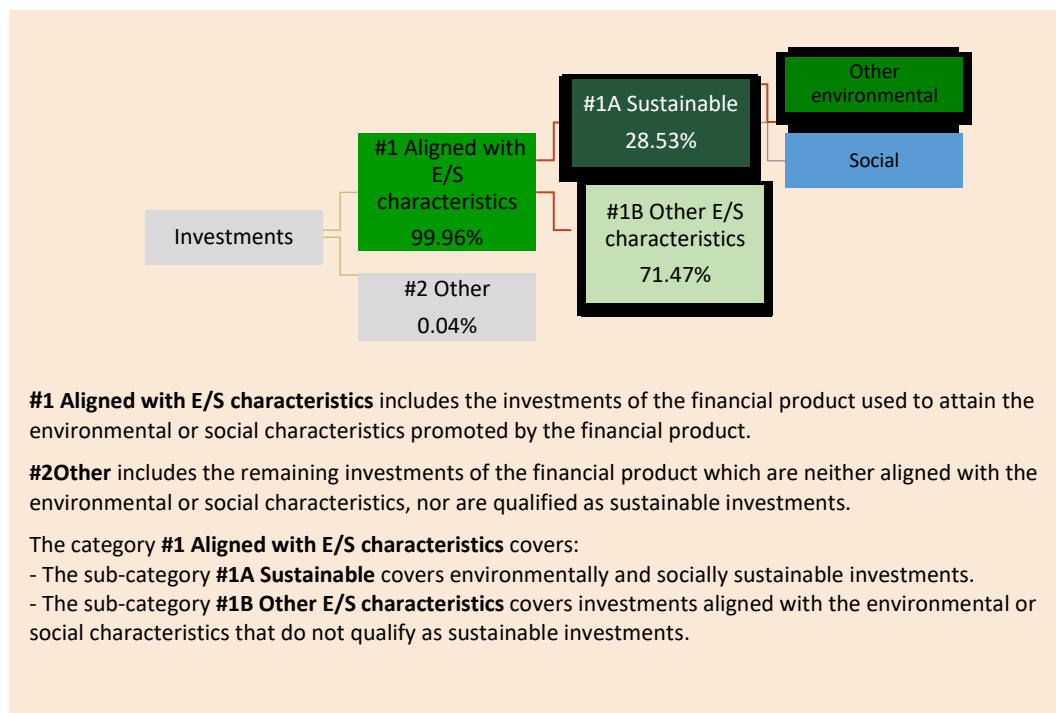 Investments
#1 Aligned with
E/S
characteristics
99.96%
#2 Other
0.04%
#1A Sustainable
28.53%
#1B Other E/S
characteristics
71.47%
Other
environmental
Social
#1 Aligned with E/S characteristics includes the investments of the financial product used to attain the
environmental or social characteristics promoted by the financial product.
#2Other includes the remaining investments of the financial product which are neither aligned with the
environmental or social characteristics, nor are qualified as sustainable investments.
The category #1 Aligned with E/S characteristics covers:
- The sub-category #1A Sustainable covers environmentally and socially sustainable investments.
- The sub-category #1B Other E/S characteristics covers investments aligned with the environmental or
social characteristics that do not qualify as sustainable investments.